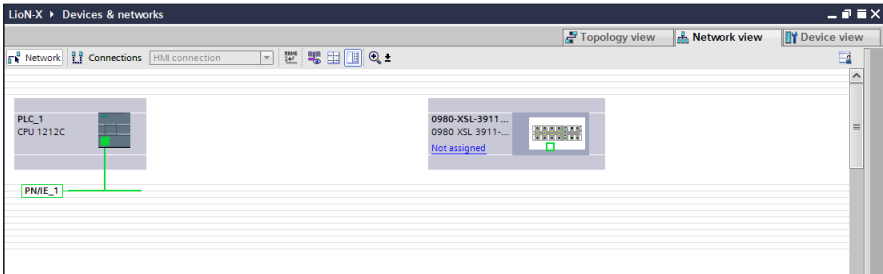 LioN-X ▸ Devices & networks
Topology view Network view Device view
Network Connections HMI connection
PLC_1
CPU 1212C
0980-XSL-3911...
0980 XSL 3911-...
Not assigned
PN/IE_1